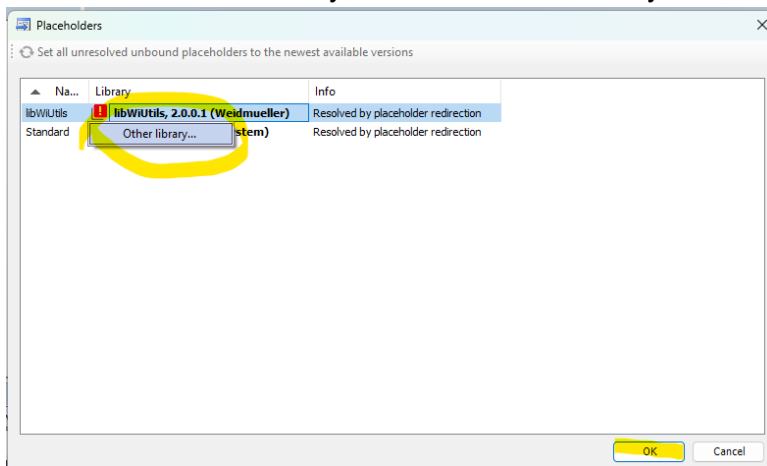 Placeholders
Set all unresolved unbound placeholders to the newest available versions
Na... Library Info
libWiUtils libWiUtils, 2.0.0.1 (Weidmueller) Resolved by placeholder redirection
Standard Other library... stem) Resolved by placeholder redirection
OK Cancel